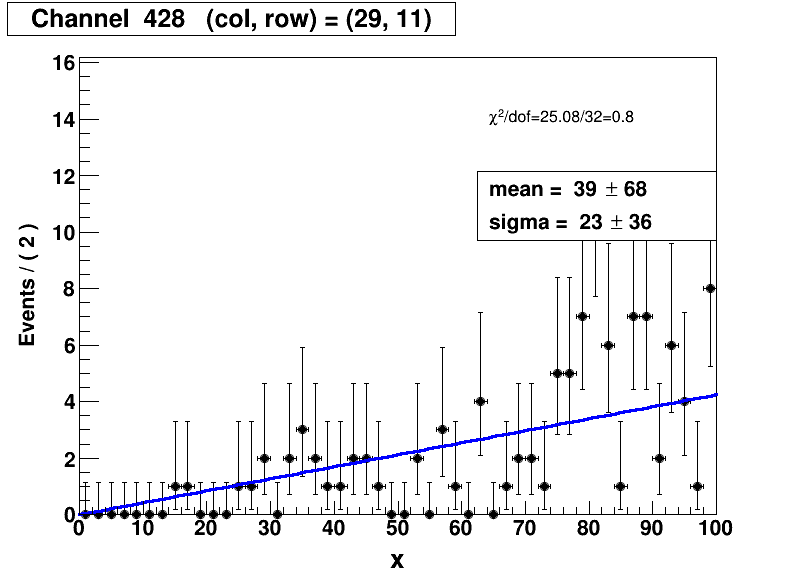 Channel  428   (col, row) = (29, 11)
χ²/dof=25.08/32=0.8
mean =  39 ± 68
sigma =  23 ± 36
Events / ( 2 )
16
14
12
10
8
6
4
2
0
0 10 20 30 40 50 60 70 80 90 100
x